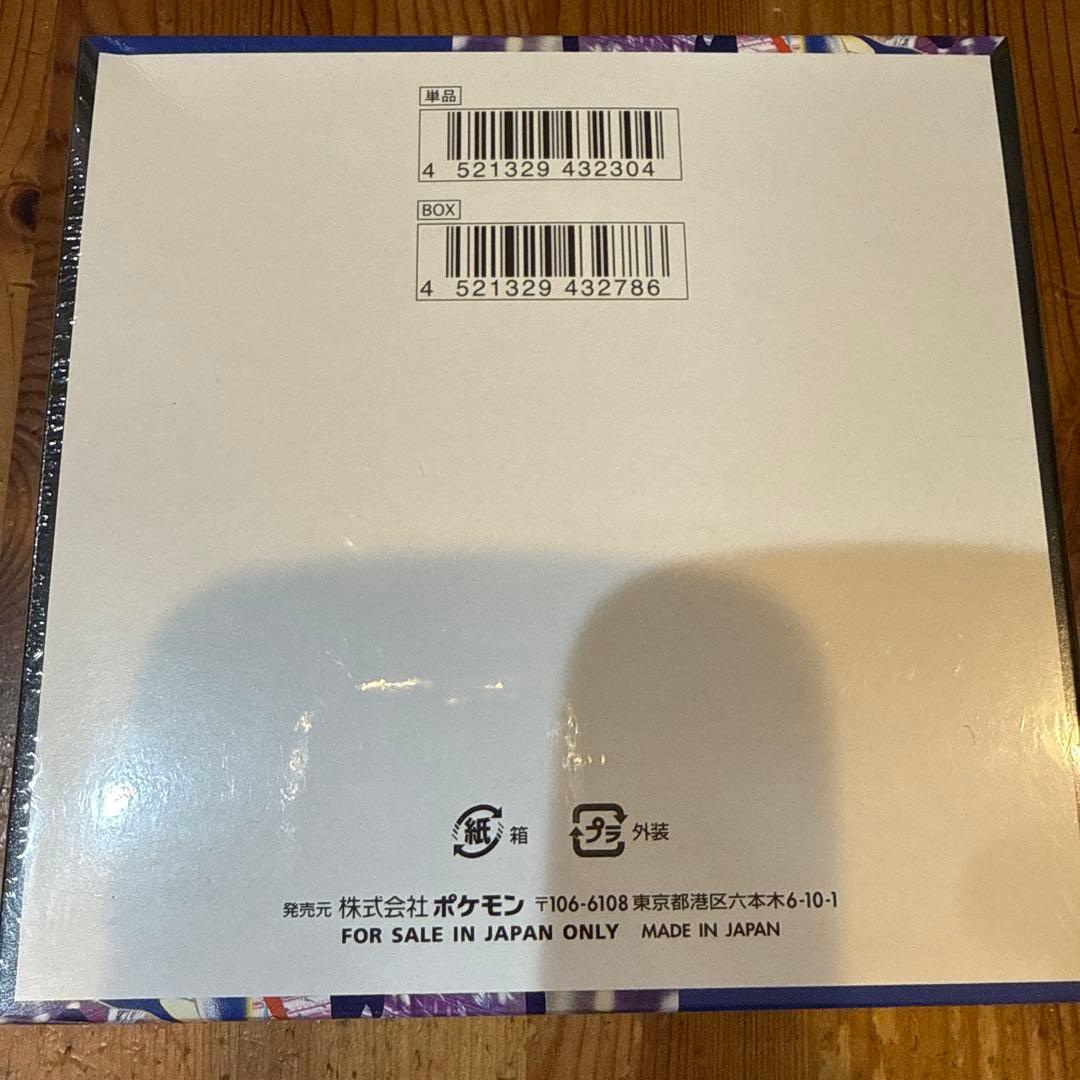 単品
4 521329 432304
BOX
4 521329 432786
紙 箱 プラ 外装
発売元 株式会社ポケモン 〒106-6108 東京都港区六本木6-10-1
FOR SALE IN JAPAN ONLY MADE IN JAPAN